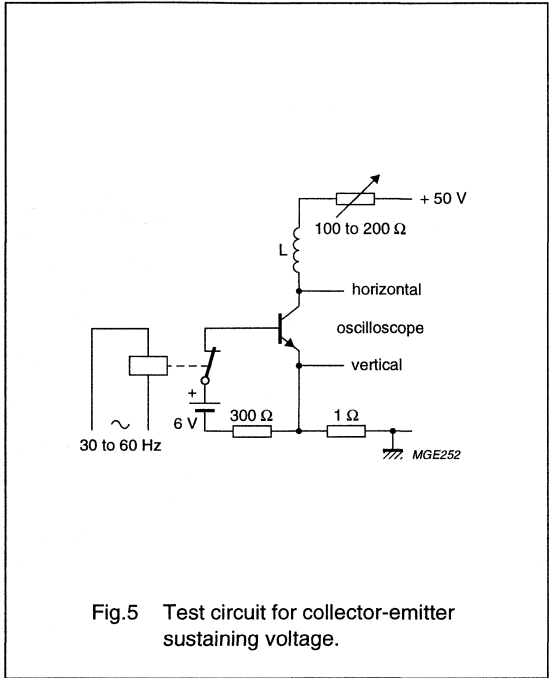 + 50 V
100 to 200 Ω
L
horizontal
oscilloscope
vertical
+
6 V
300 Ω
1 Ω
30 to 60 Hz
MGE252
Fig.5 Test circuit for collector-emitter
sustaining voltage.